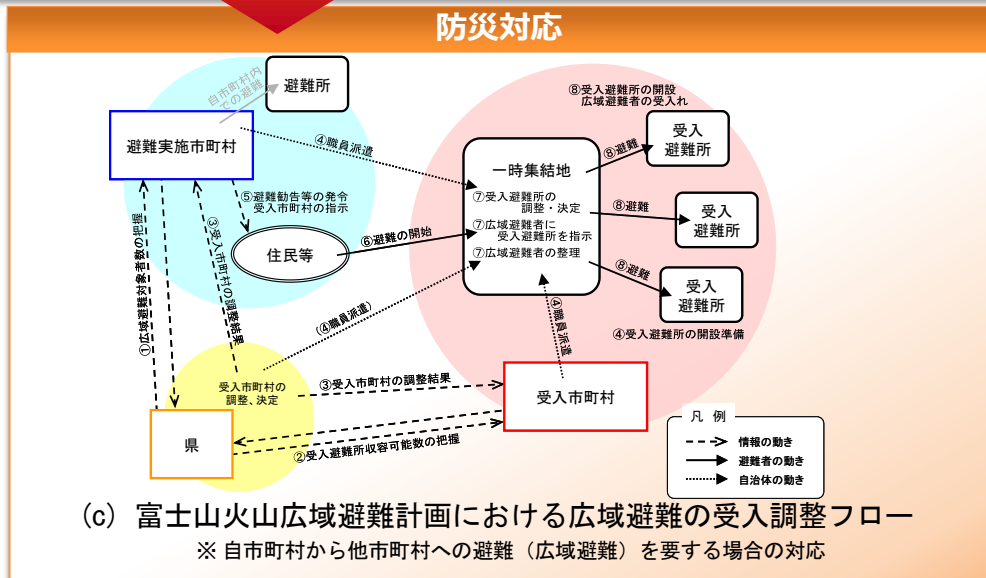 防災対応
自市町村内
での避難
避難所
避難実施市町村
④職員派遣
⑤避難勧告等の発令
受入市町村の指示
住民等
⑥避難の開始
①広域避難対象者数の把握
③受入市町村の調整結果
(④職員派遣)
受入市町村の
調整、決定
③受入市町村の調整結果
県
②受入避難所収容可能数の把握
⑧受入避難所の開設
広域避難者の受入れ
一時集結地
⑦受入避難所の
調整・決定
⑦広域避難者に
受入避難所を指示
⑦広域避難者の整理
⑧避難
受入
避難所
⑧避難
受入
避難所
⑧避難
受入
避難所
④受入避難所の開設準備
④職員派遣
受入市町村
凡 例
情報の動き
避難者の動き
自治体の動き
(c) 富士山火山広域避難計画における広域避難の受入調整フロー
※ 自市町村から他市町村への避難（広域避難）を要する場合の対応